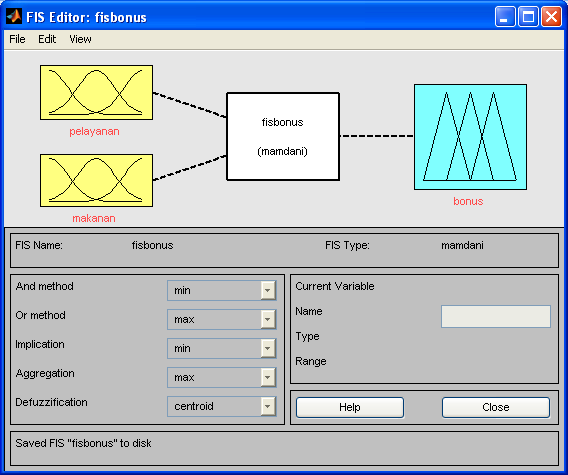 FIS Editor: fisbonus
File Edit View
pelayanan
makanan
fisbonus
(mamdani)
bonus
FIS Name: fisbonus FIS Type: mamdani
And method min
Or method max
Implication min
Aggregation max
Defuzzification centroid
Current Variable
Name
Type
Range
Help Close
Saved FIS "fisbonus" to disk